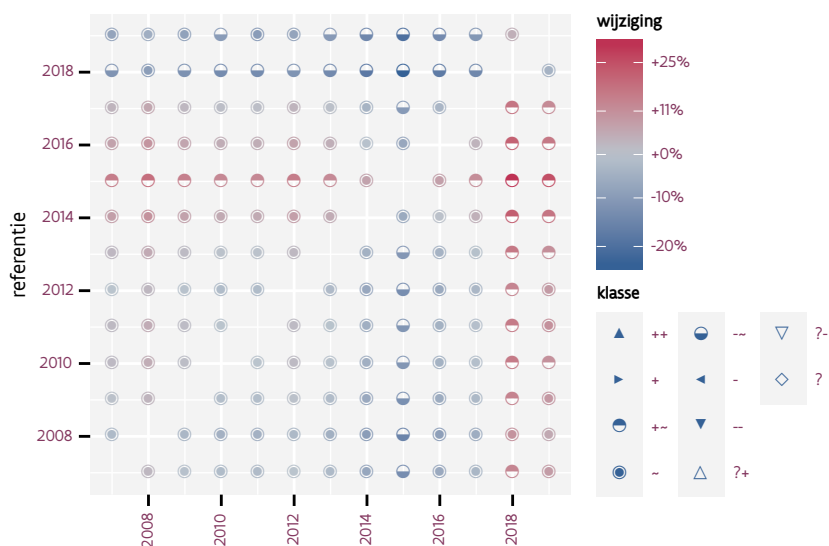 wijziging
+25%
+11%
+0%
-10%
-20%
referentie
2018
2016
2014
2012
2010
2008
klasse
++ -~ ?-
+ - ?
+~ --
~ ?+
2008 2010 2012 2014 2016 2018